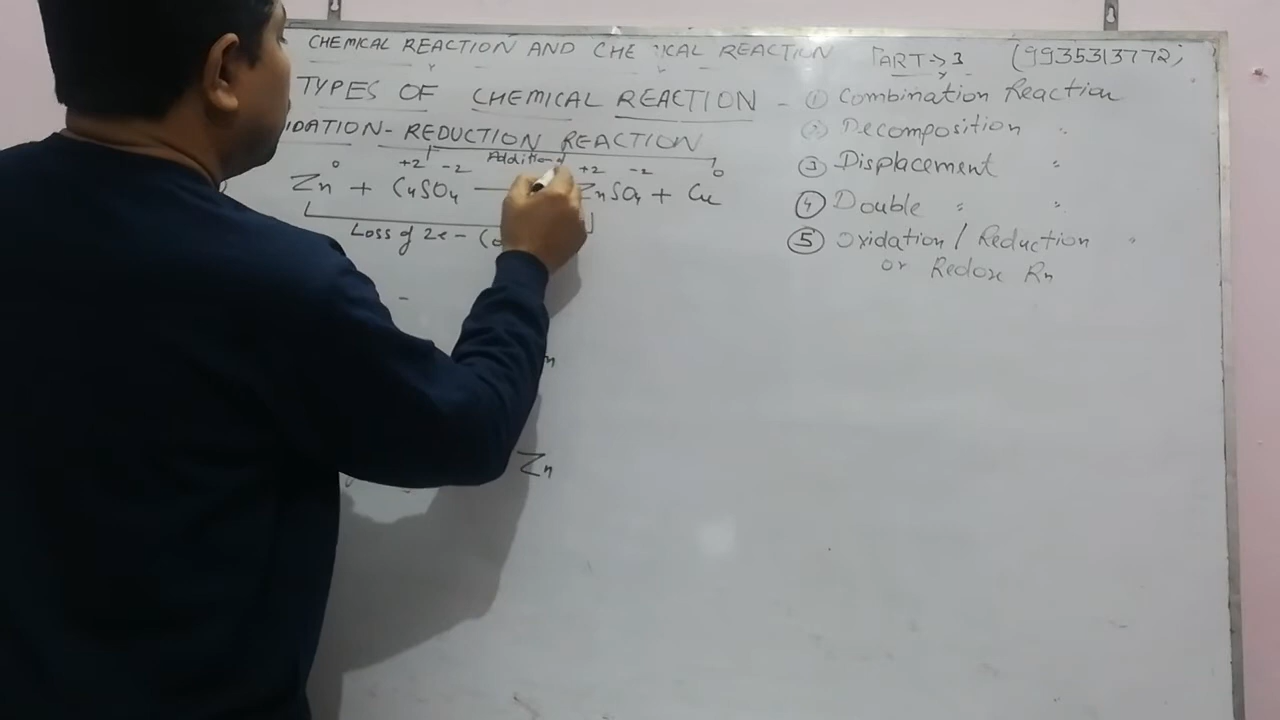 CHEMICAL REACTION AND CHE ICAL REACTION PART → 3 (9935313772)
TYPES OF CHEMICAL REACTION - ① Combination Reaction
IDATION- REDUCTION REACTION ② Decomposition "
③ Displacement "
④ Double " "
⑤ Oxidation / Reduction "
or Redox Rn
0 +2 -2 Addition of +2 -2 0
Zn + CuSO4 ZnSO4 + Cu
Loss of 2e- (o
-
n
Zn